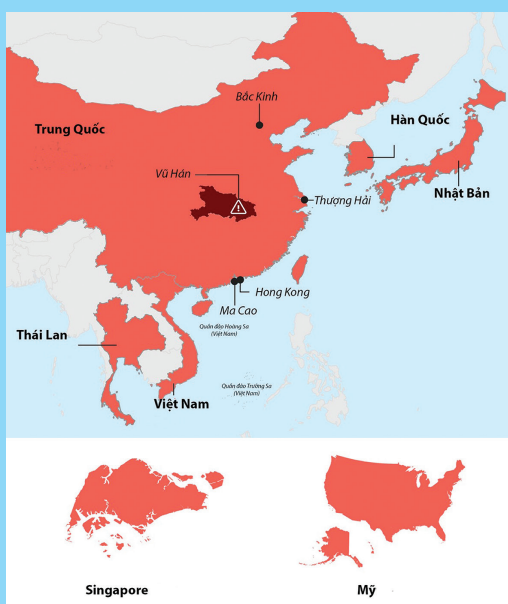 Bắc Kinh
Hàn Quốc
Trung Quốc
Vũ Hán
Nhật Bản
Thượng Hải
Hong Kong
Ma Cao
Quần đảo Hoàng Sa
(Việt Nam)
Thái Lan
Quần đảo Trường Sa
(Việt Nam)
Việt Nam
Singapore
Mỹ